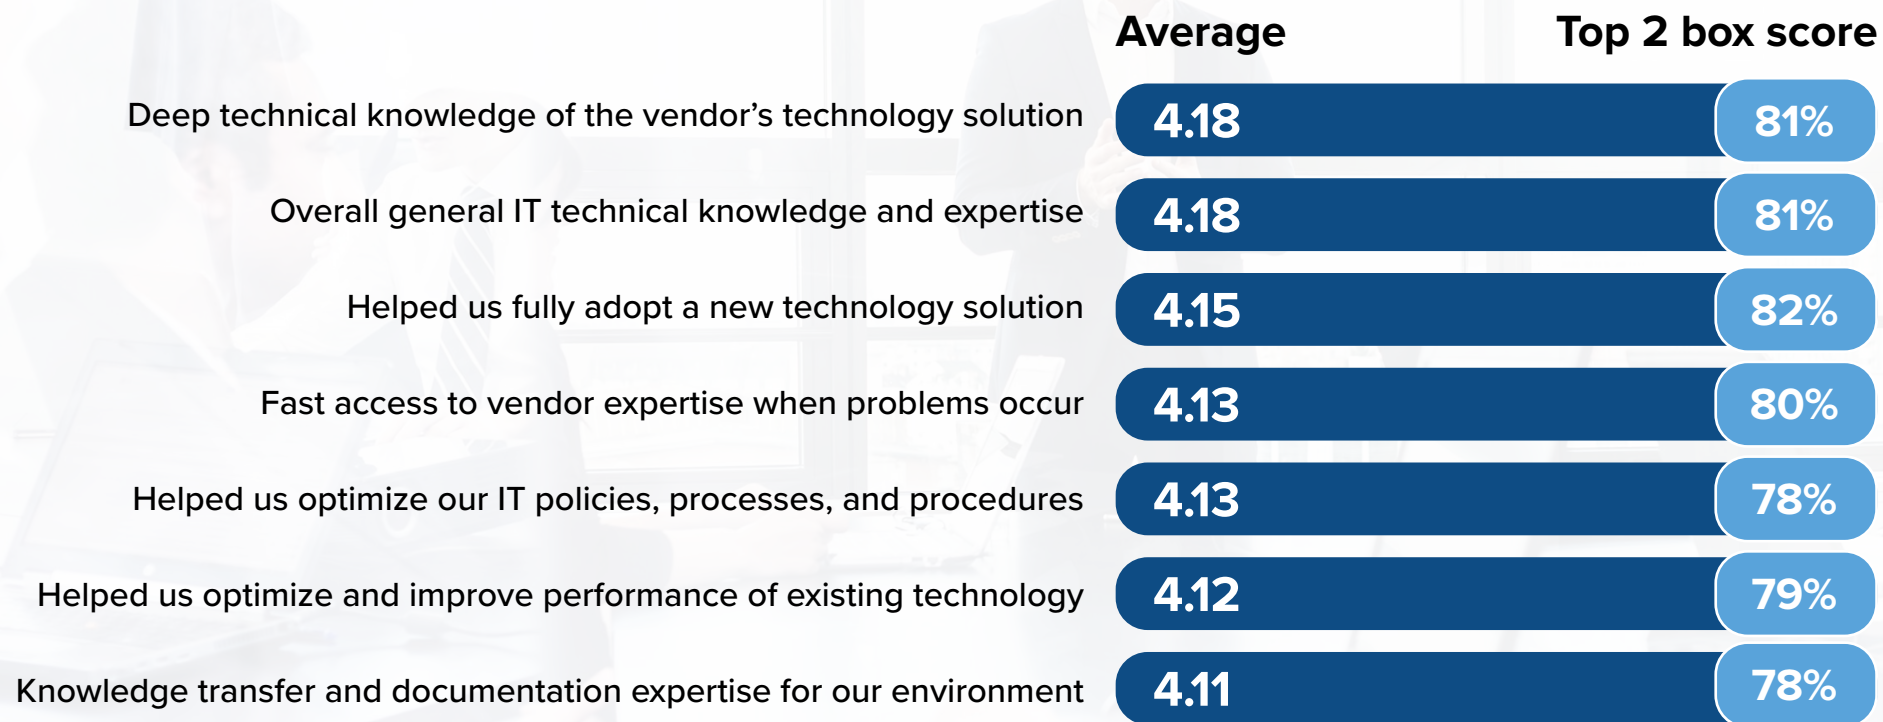 Average Top 2 box score
Deep technical knowledge of the vendor’s technology solution 4.18 81%
Overall general IT technical knowledge and expertise 4.18 81%
Helped us fully adopt a new technology solution 4.15 82%
Fast access to vendor expertise when problems occur 4.13 80%
Helped us optimize our IT policies, processes, and procedures 4.13 78%
Helped us optimize and improve performance of existing technology 4.12 79%
Knowledge transfer and documentation expertise for our environment 4.11 78%